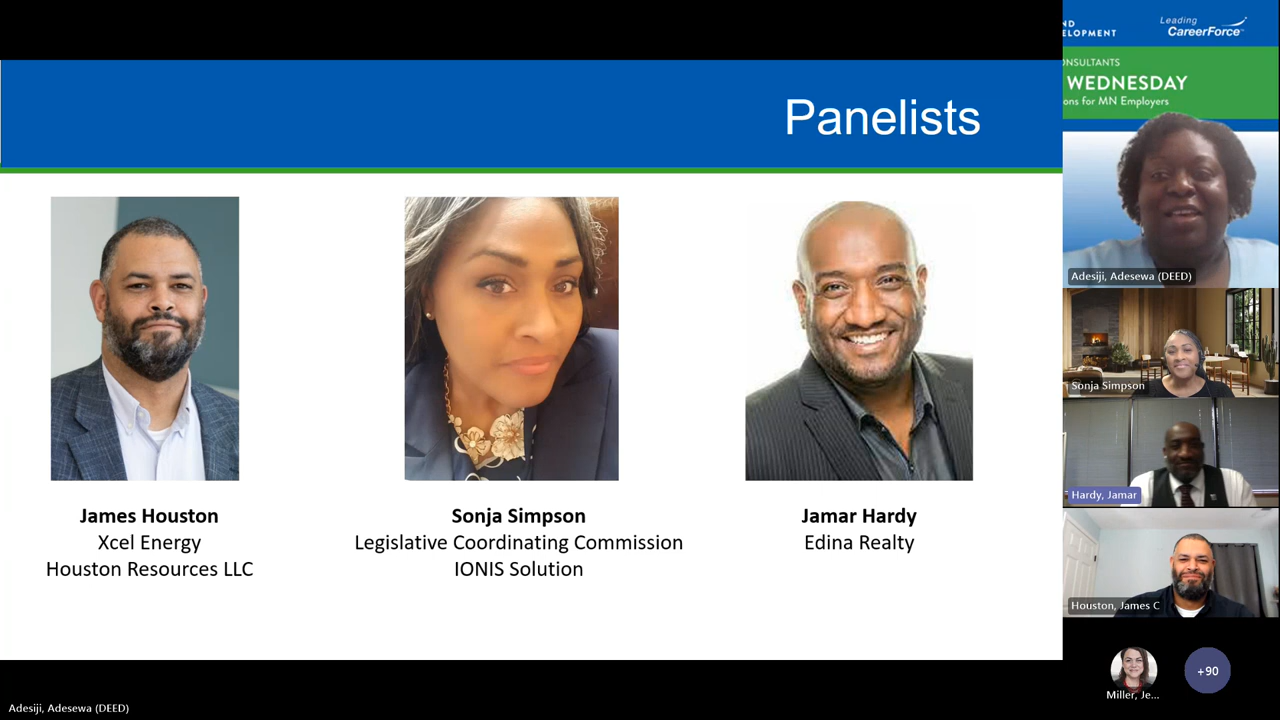 Panelists
James Houston
Xcel Energy
Houston Resources LLC
Sonja Simpson
Legislative Coordinating Commission
IONIS Solution
Jamar Hardy
Edina Realty
ND
ELOPMENT
Leading
CareerForce
ONSULTANTS
WEDNESDAY
ons for MN Employers
Adesiji, Adesewa (DEED)
Sonja Simpson
Hardy, Jamar
Houston, James C
Miller, Je...
+90
Adesiji, Adesewa (DEED)